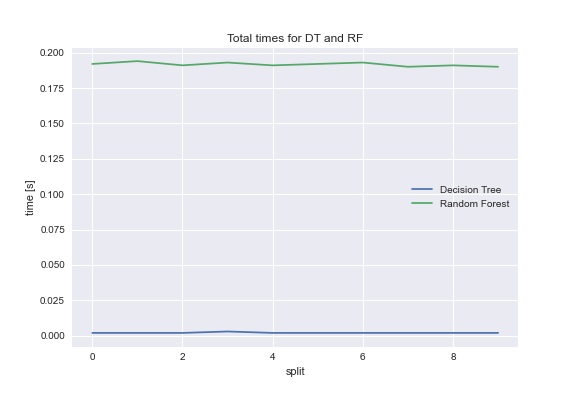 Total times for DT and RF
0.200
0.175
0.150
0.125
0.100
0.075
0.050
0.025
0.000
time [s]
Decision Tree
Random Forest
0 2 4 6 8
split